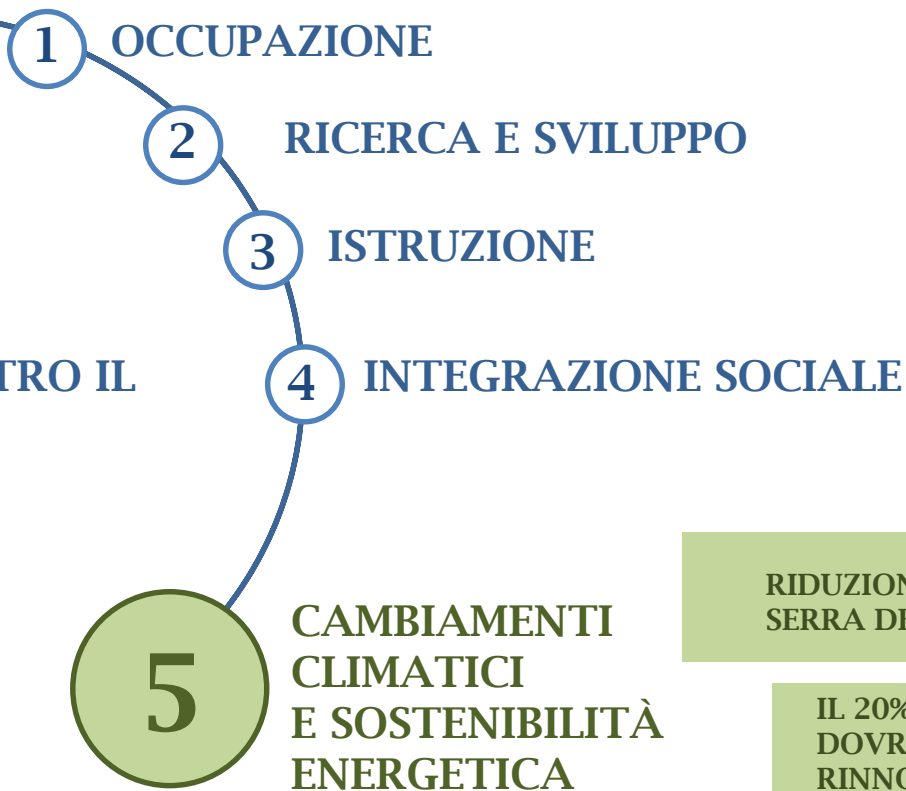 1 OCCUPAZIONE
2 RICERCA E SVILUPPO
3 ISTRUZIONE
TRO IL
4 INTEGRAZIONE SOCIALE
5
CAMBIAMENTI
CLIMATICI
E SOSTENIBILITÀ
ENERGETICA
RIDUZION
SERRA DE
IL 20%
DOVR
RINNO